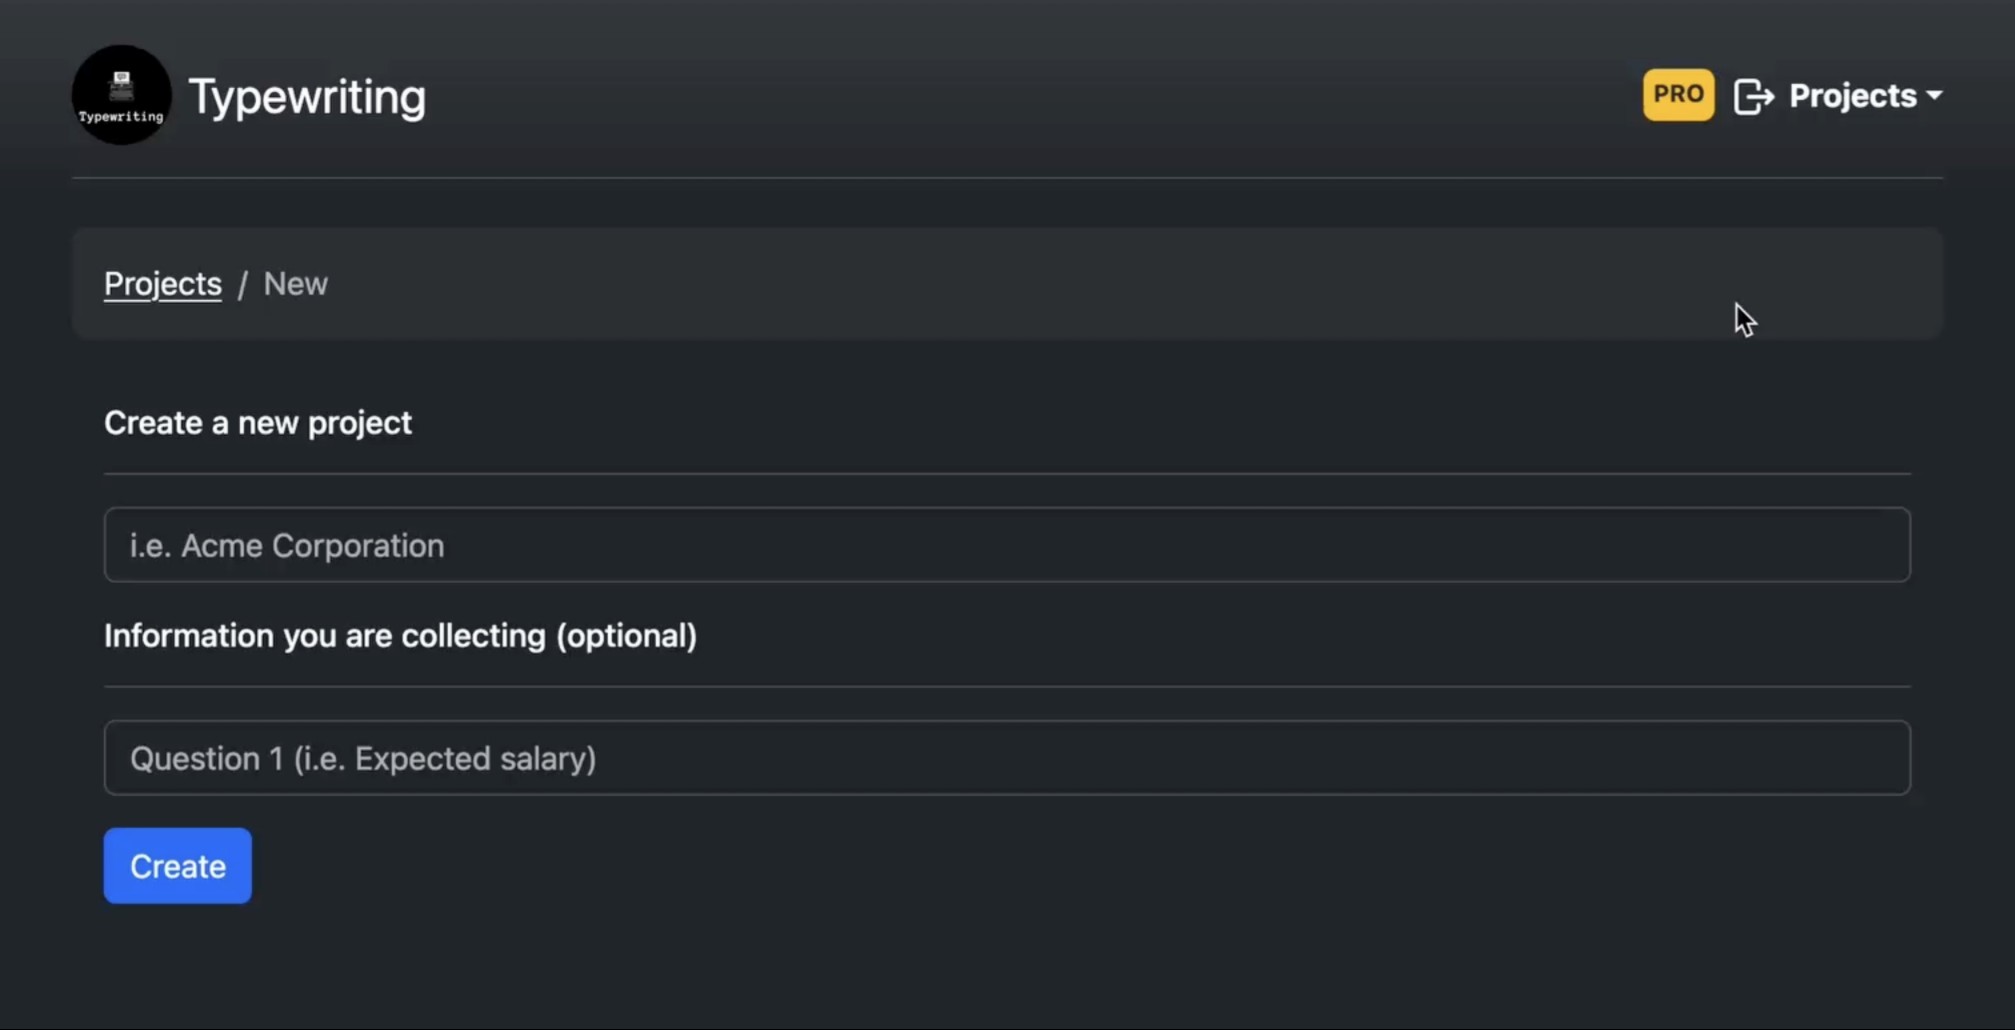 Typewriting
Typewriting
PRO
Projects
Projects / New
Create a new project
i.e. Acme Corporation
Information you are collecting (optional)
Question 1 (i.e. Expected salary)
Create